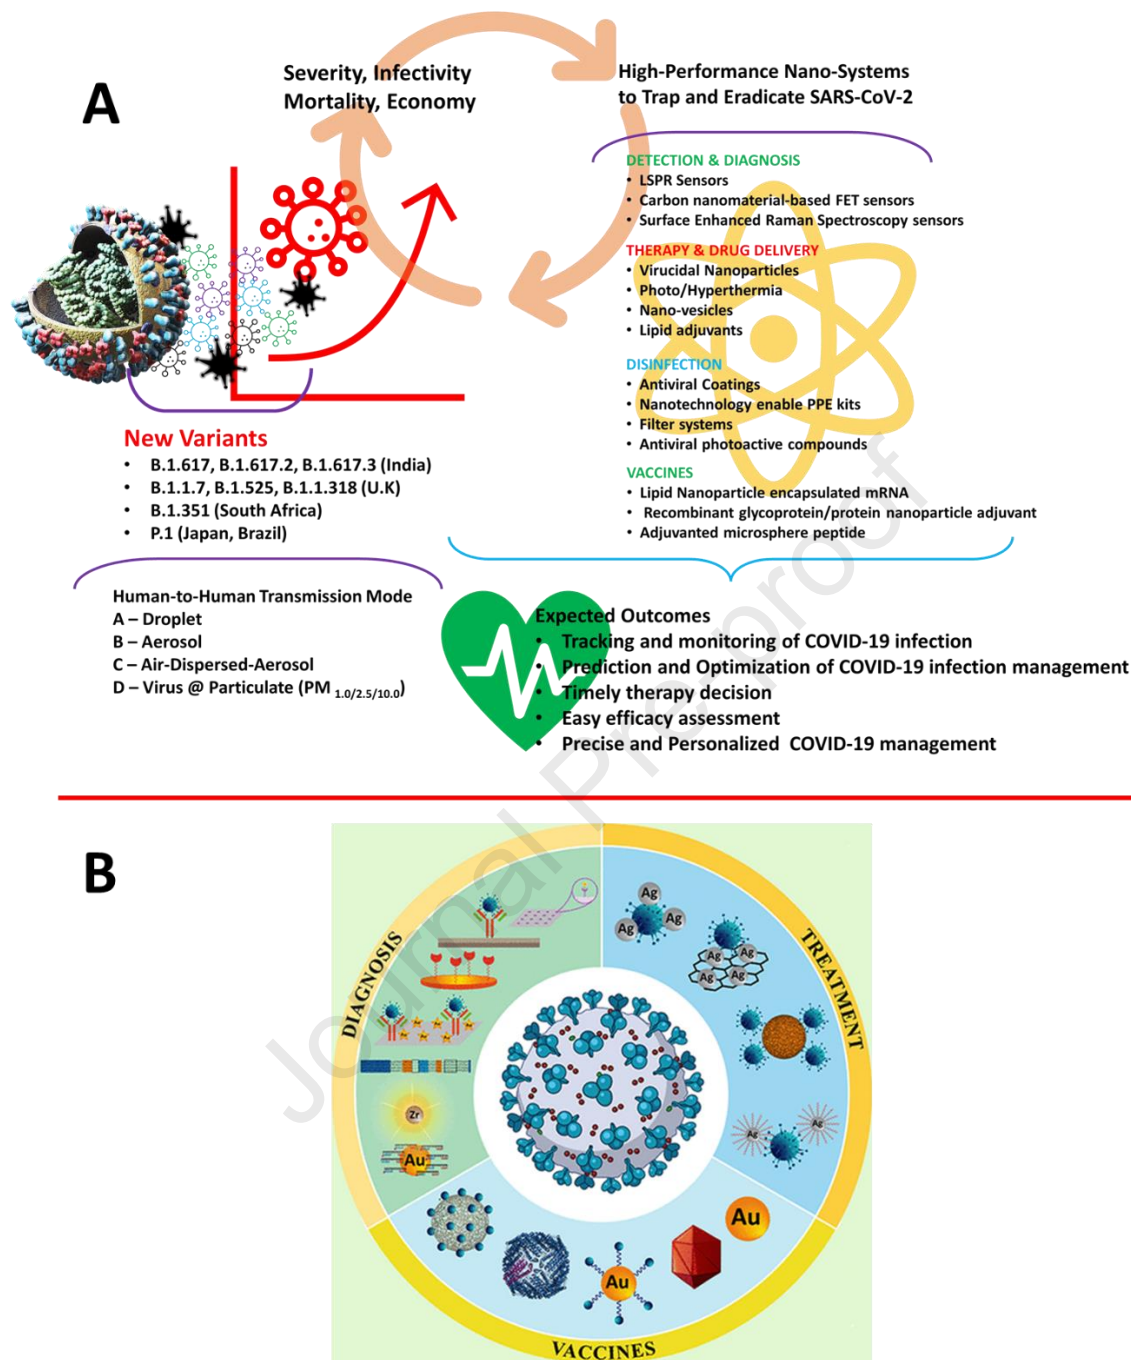 A
Severity, Infectivity
Mortality, Economy
High-Performance Nano-Systems
to Trap and Eradicate SARS-CoV-2
DETECTION & DIAGNOSIS
• LSPR Sensors
• Carbon nanomaterial-based FET sensors
• Surface Enhanced Raman Spectroscopy sensors
THERAPY & DRUG DELIVERY
• Virucidal Nanoparticles
• Photo/Hyperthermia
• Nano-vesicles
• Lipid adjuvants
DISINFECTION
• Antiviral Coatings
• Nanotechnology enable PPE kits
• Filter systems
• Antiviral photoactive compounds
VACCINES
• Lipid Nanoparticle encapsulated mRNA
• Recombinant glycoprotein/protein nanoparticle adjuvant
• Adjuvanted microsphere peptide
New Variants
• B.1.617, B.1.617.2, B.1.617.3 (India)
• B.1.1.7, B.1.525, B.1.1.318 (U.K)
• B.1.351 (South Africa)
• P.1 (Japan, Brazil)
Human-to-Human Transmission Mode
A – Droplet
B – Aerosol
C – Air-Dispersed-Aerosol
D – Virus @ Particulate (PM 1.0/2.5/10.0)
Expected Outcomes
• Tracking and monitoring of COVID-19 infection
• Prediction and Optimization of COVID-19 infection management
• Timely therapy decision
• Easy efficacy assessment
• Precise and Personalized COVID-19 management
Journal Pre-proof
B
DIAGNOSIS
TREATMENT
VACCINES
Ag
Ag
Ag
Ag
Ag
Ag
Ag
Ag
Ag
Zr
Au
Au
Au